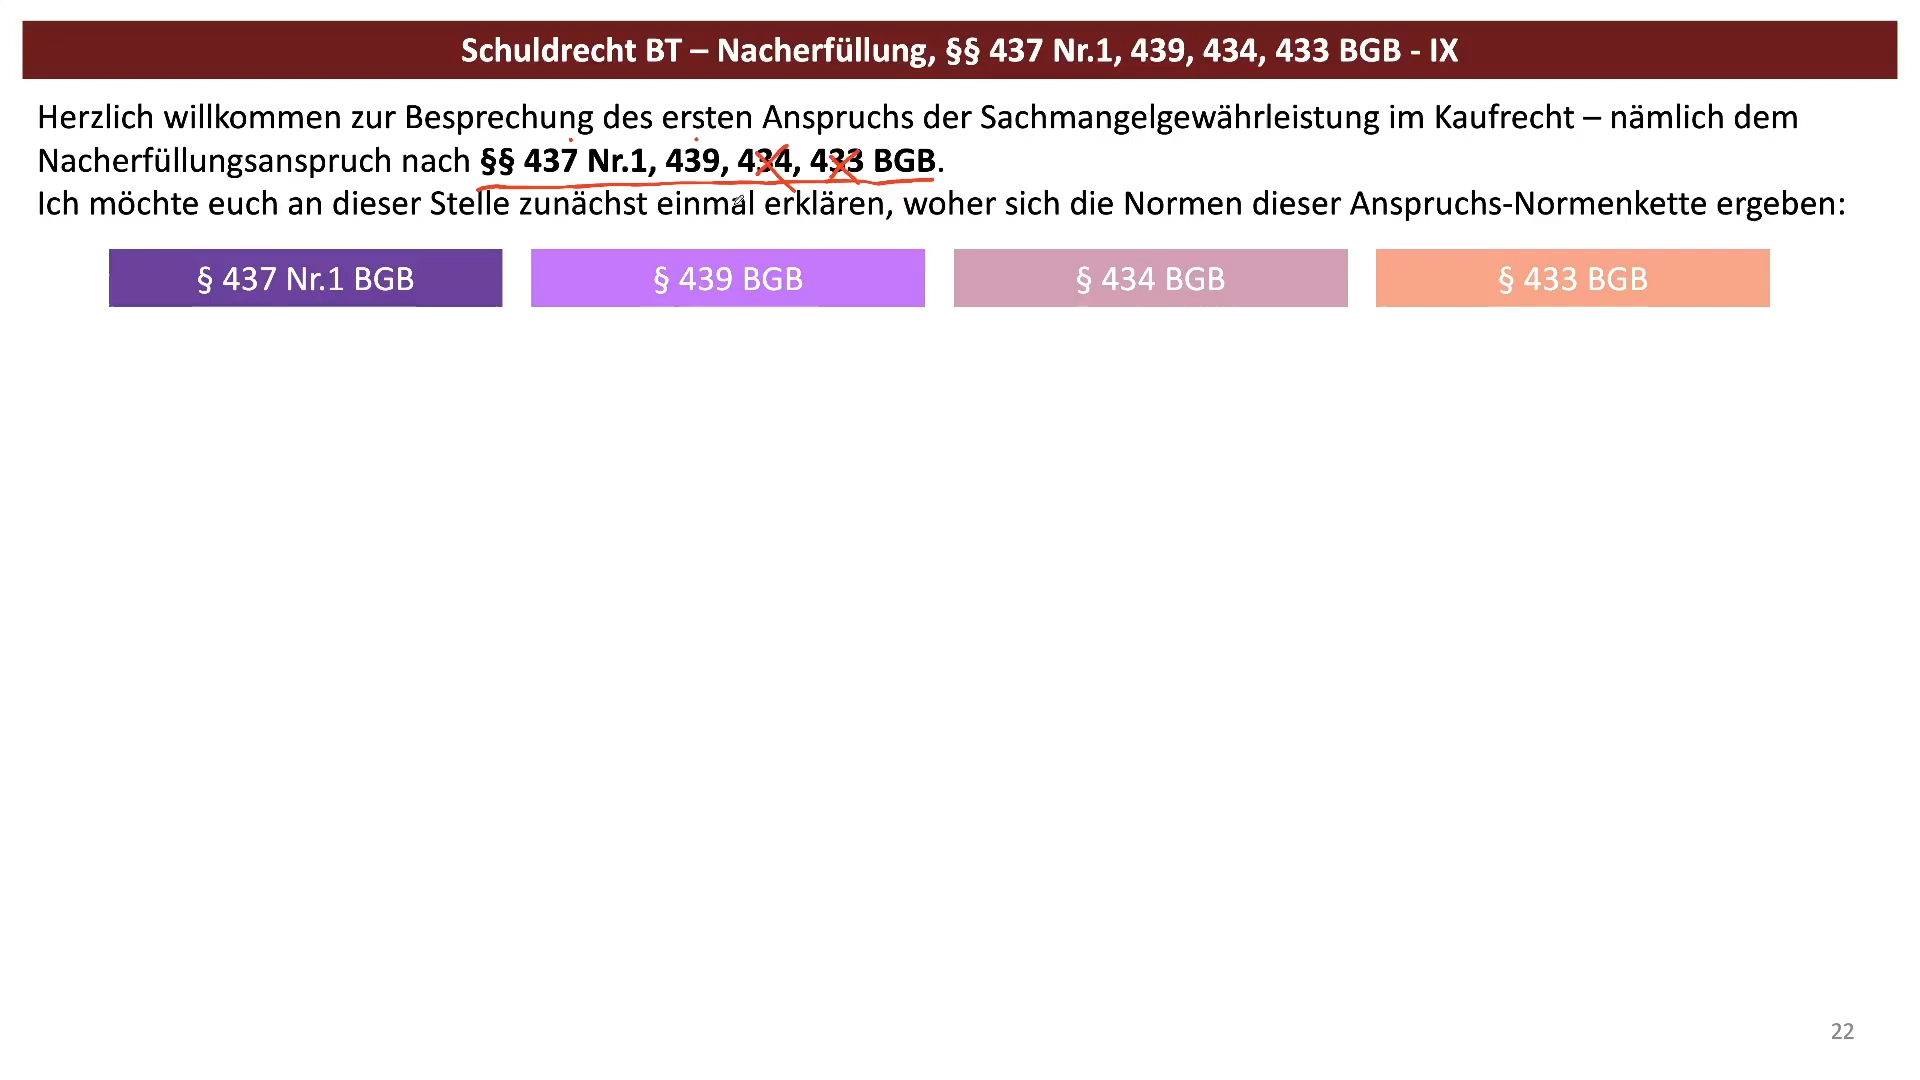 Schuldrecht BT – Nacherfüllung, §§ 437 Nr.1, 439, 434, 433 BGB - IX
Herzlich willkommen zur Besprechung des ersten Anspruchs der Sachmangelgewährleistung im Kaufrecht – nämlich dem
Nacherfüllungsanspruch nach §§ 437 Nr.1, 439, 434, 433 BGB.
Ich möchte euch an dieser Stelle zunächst einmal erklären, woher sich die Normen dieser Anspruchs-Normenkette ergeben:
§ 437 Nr.1 BGB
§ 439 BGB
§ 434 BGB
§ 433 BGB
22